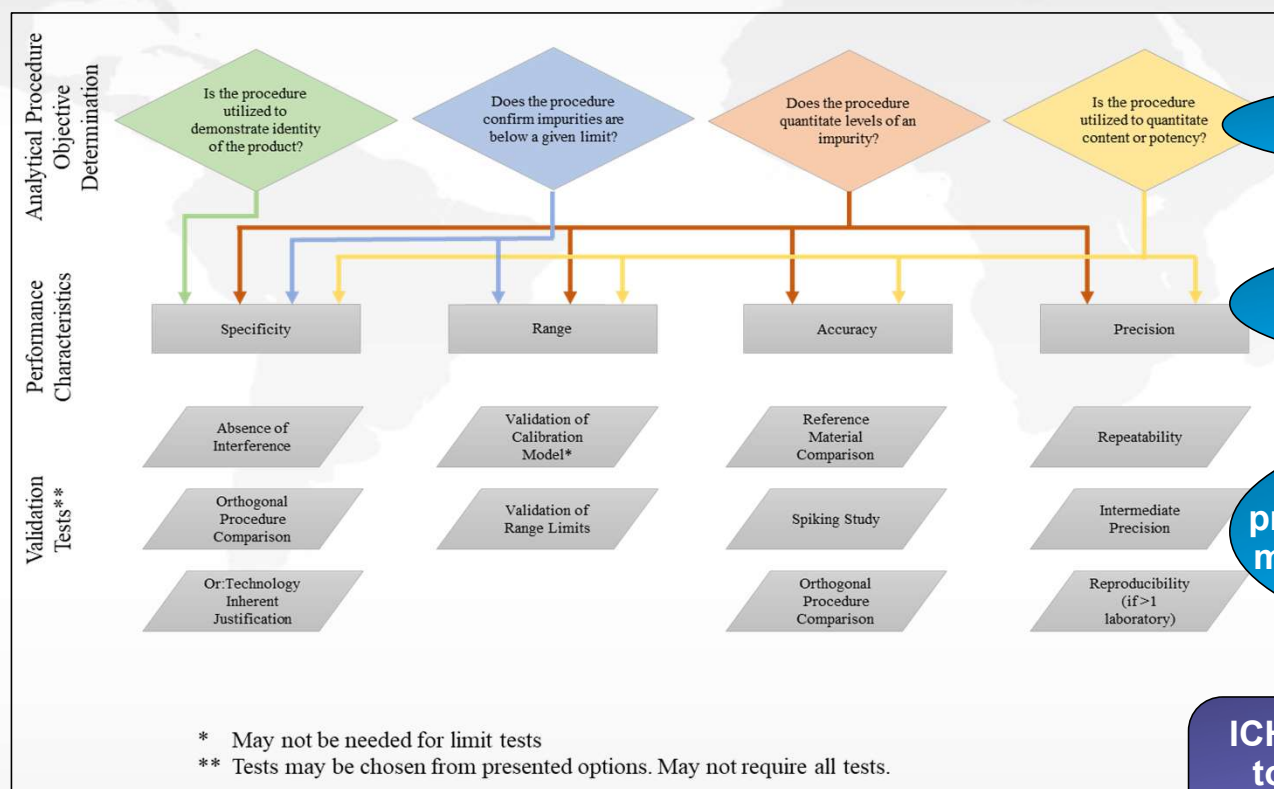 Analytical Procedure
Objective
Determination
Is the procedure
utilized to
demonstrate identity
of the product?
Does the procedure
confirm impurities are
below a given limit?
Does the procedure
quantitate levels of an
impurity?
Is the procedure
utilized to quantitate
content or potency?
Performance
Characteristics
Specificity
Range
Accuracy
Precision
Validation
Tests**
Absence of
Interference
Validation of
Calibration
Model*
Reference
Material
Comparison
Repeatability
Orthogonal
Procedure
Comparison
Validation of
Range Limits
Spiking Study
Intermediate
Precision
Or:Technology
Inherent
Justification
Orthogonal
Procedure
Comparison
Reproducibility
(if >1
laboratory)
* May not be needed for limit tests
** Tests may be chosen from presented options. May not require all tests.